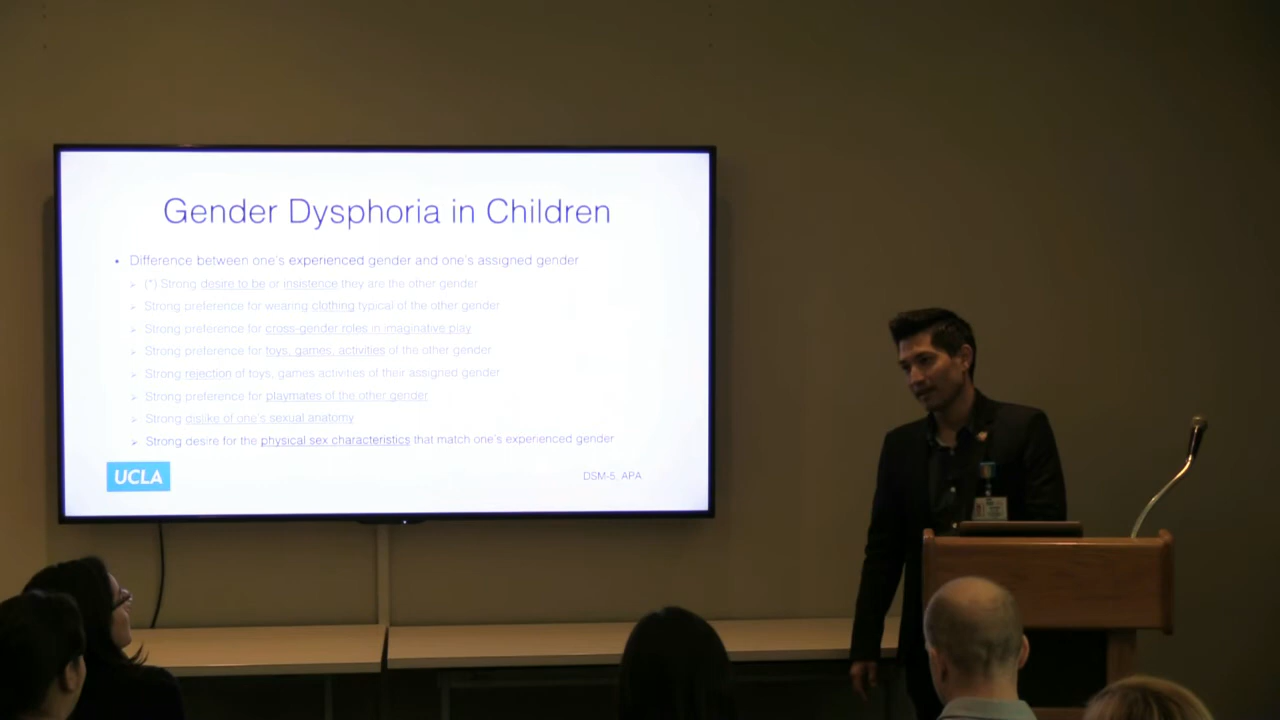 Gender Dysphoria in Children
• Difference between one's experienced gender and one's assigned gender
➢ (*) Strong desire to be or insistence they are the other gender
➢ Strong preference for wearing clothing typical of the other gender
➢ Strong preference for cross-gender roles in imaginative play
➢ Strong preference for toys, games, activities of the other gender
➢ Strong rejection of toys, games activities of their assigned gender
➢ Strong preference for playmates of the other gender
➢ Strong dislike of one's sexual anatomy
➢ Strong desire for the physical sex characteristics that match one's experienced gender
UCLA
DSM-5, APA